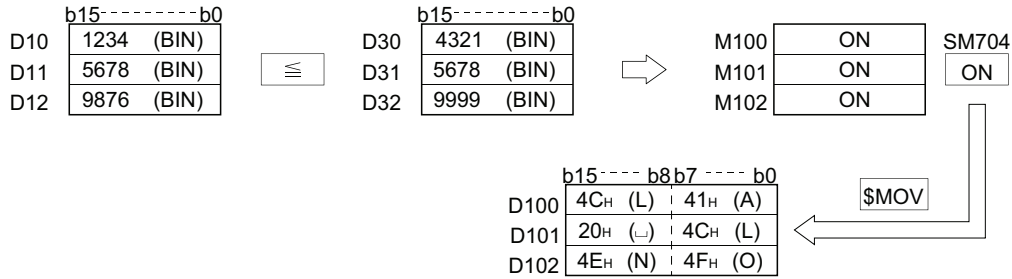 b15 b0 b15 b0
D10 1234 (BIN) D30 4321 (BIN) M100 ON SM704
D11 5678 (BIN) ≦ D31 5678 (BIN) M101 ON ON
D12 9876 (BIN) D32 9999 (BIN) M102 ON
b15 b8 b7 b0
D100 4CH (L) 41H (A) $MOV
D101 20H (␣) 4CH (L)
D102 4EH (N) 4FH (O)